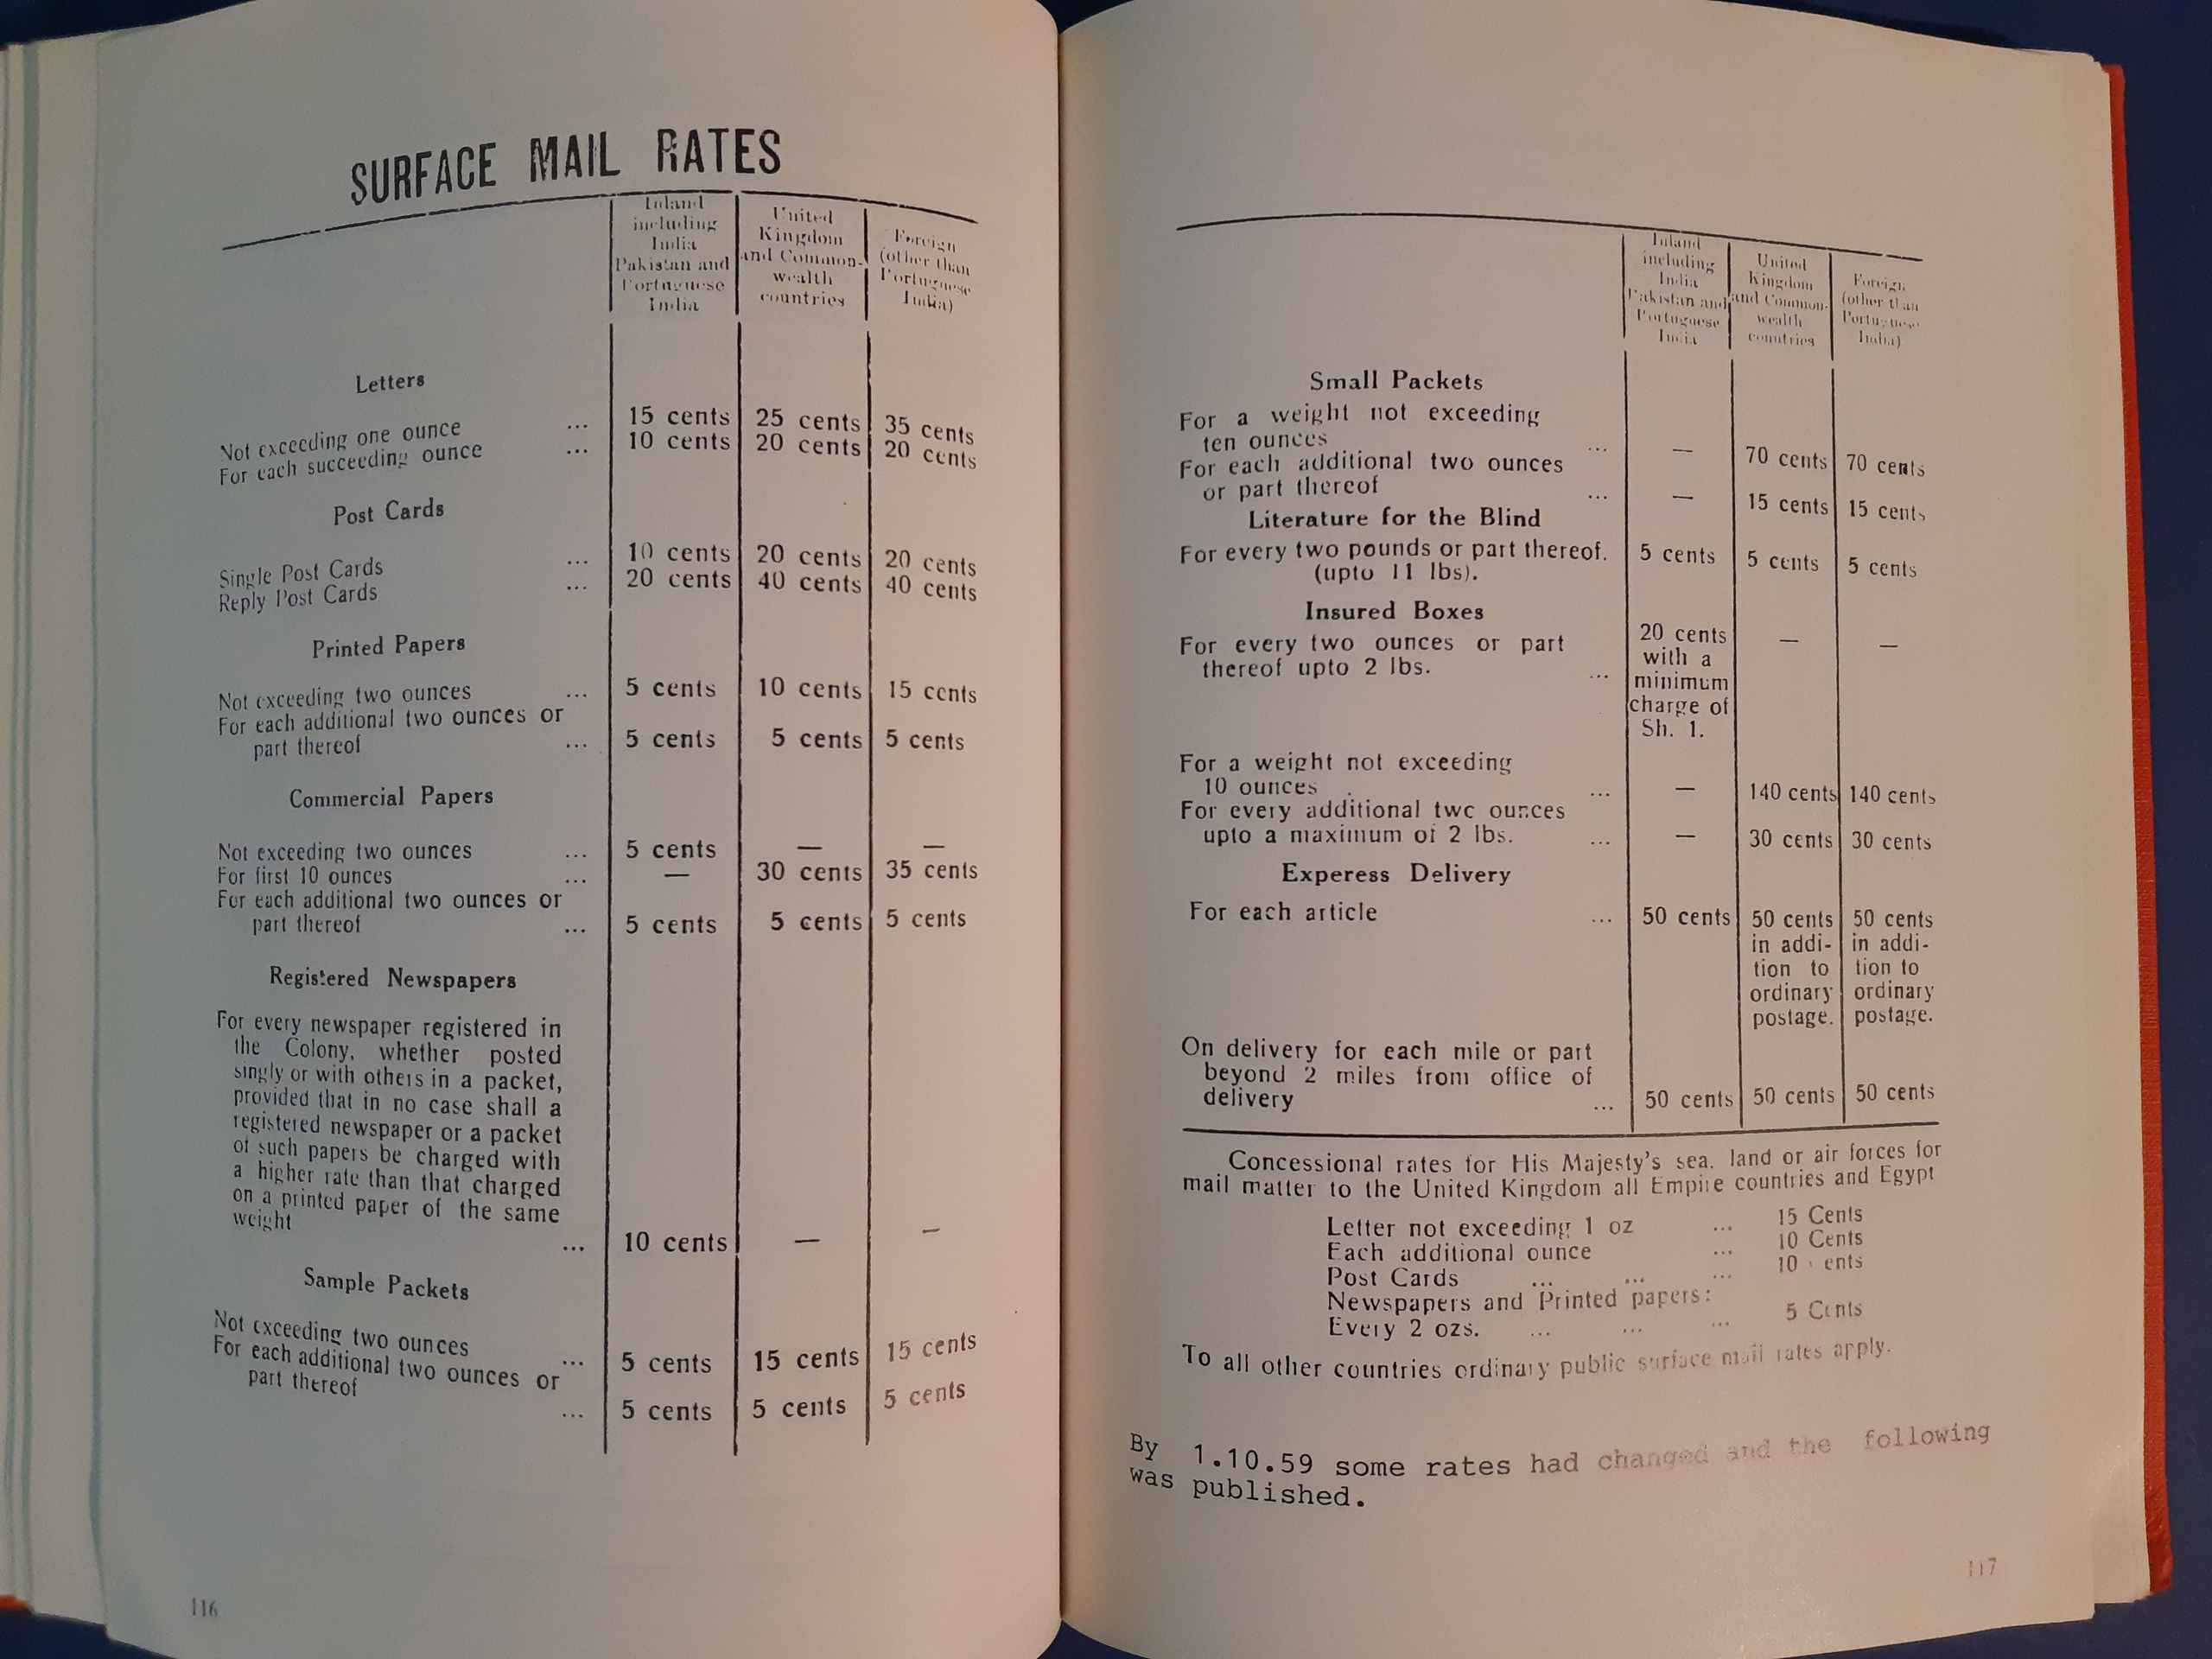 SURFACE MAIL RATES
Inland including India Pakistan and Portuguese India
United Kingdom and Common-wealth countries
Foreign (other than Portuguese India)
Letters
Not exceeding one ounce ... 15 cents 25 cents 35 cents
For each succeeding ounce ... 10 cents 20 cents 20 cents
Post Cards
Single Post Cards ... 10 cents 20 cents 20 cents
Reply Post Cards ... 20 cents 40 cents 40 cents
Printed Papers
Not exceeding two ounces ... 5 cents 10 cents 15 cents
For each additional two ounces or
part thereof ... 5 cents 5 cents 5 cents
Commercial Papers
Not exceeding two ounces ... 5 cents — —
For first 10 ounces ... — 30 cents 35 cents
For each additional two ounces or
part thereof ... 5 cents 5 cents 5 cents
Registered Newspapers
For every newspaper registered in
the Colony, whether posted
singly or with others in a packet,
provided that in no case shall a
registered newspaper or a packet
of such papers be charged with
a higher rate than that charged
on a printed paper of the same
weight
... 10 cents — —
Sample Packets
Not exceeding two ounces ... 5 cents 15 cents 15 cents
For each additional two ounces or
part thereof ... 5 cents 5 cents 5 cents
116
Inland including India Pakistan and Portuguese India
United Kingdom and Common-wealth countries
Foreign (other than Portuguese India)
Small Packets
For a weight not exceeding
ten ounces ... — 70 cents 70 cents
For each additional two ounces
or part thereof ... — 15 cents 15 cents
Literature for the Blind
For every two pounds or part thereof. 5 cents 5 cents 5 cents
(upto 11 lbs).
Insured Boxes
For every two ounces or part 20 cents — —
thereof upto 2 lbs. ... with a
minimum
charge of
Sh. 1.
For a weight not exceeding
10 ounces ... — 140 cents 140 cents
For every additional two ounces
upto a maximum of 2 lbs. ... — 30 cents 30 cents
Experess Delivery
For each article ... 50 cents 50 cents 50 cents
in addi- in addi-
tion to tion to
ordinary ordinary
postage. postage.
On delivery for each mile or part
beyond 2 miles from office of
delivery ... 50 cents 50 cents 50 cents
Concessional rates for His Majesty's sea, land or air forces for
mail matter to the United Kingdom all Empire countries and Egypt
Letter not exceeding 1 oz ... 15 Cents
Each additional ounce ... 10 Cents
Post Cards ... ... ... 10 Cents
Newspapers and Printed papers:
Every 2 ozs. ... ... ... 5 Cents
To all other countries ordinary public surface mail rates apply.
By 1.10.59 some rates had changed and the following
was published.
117